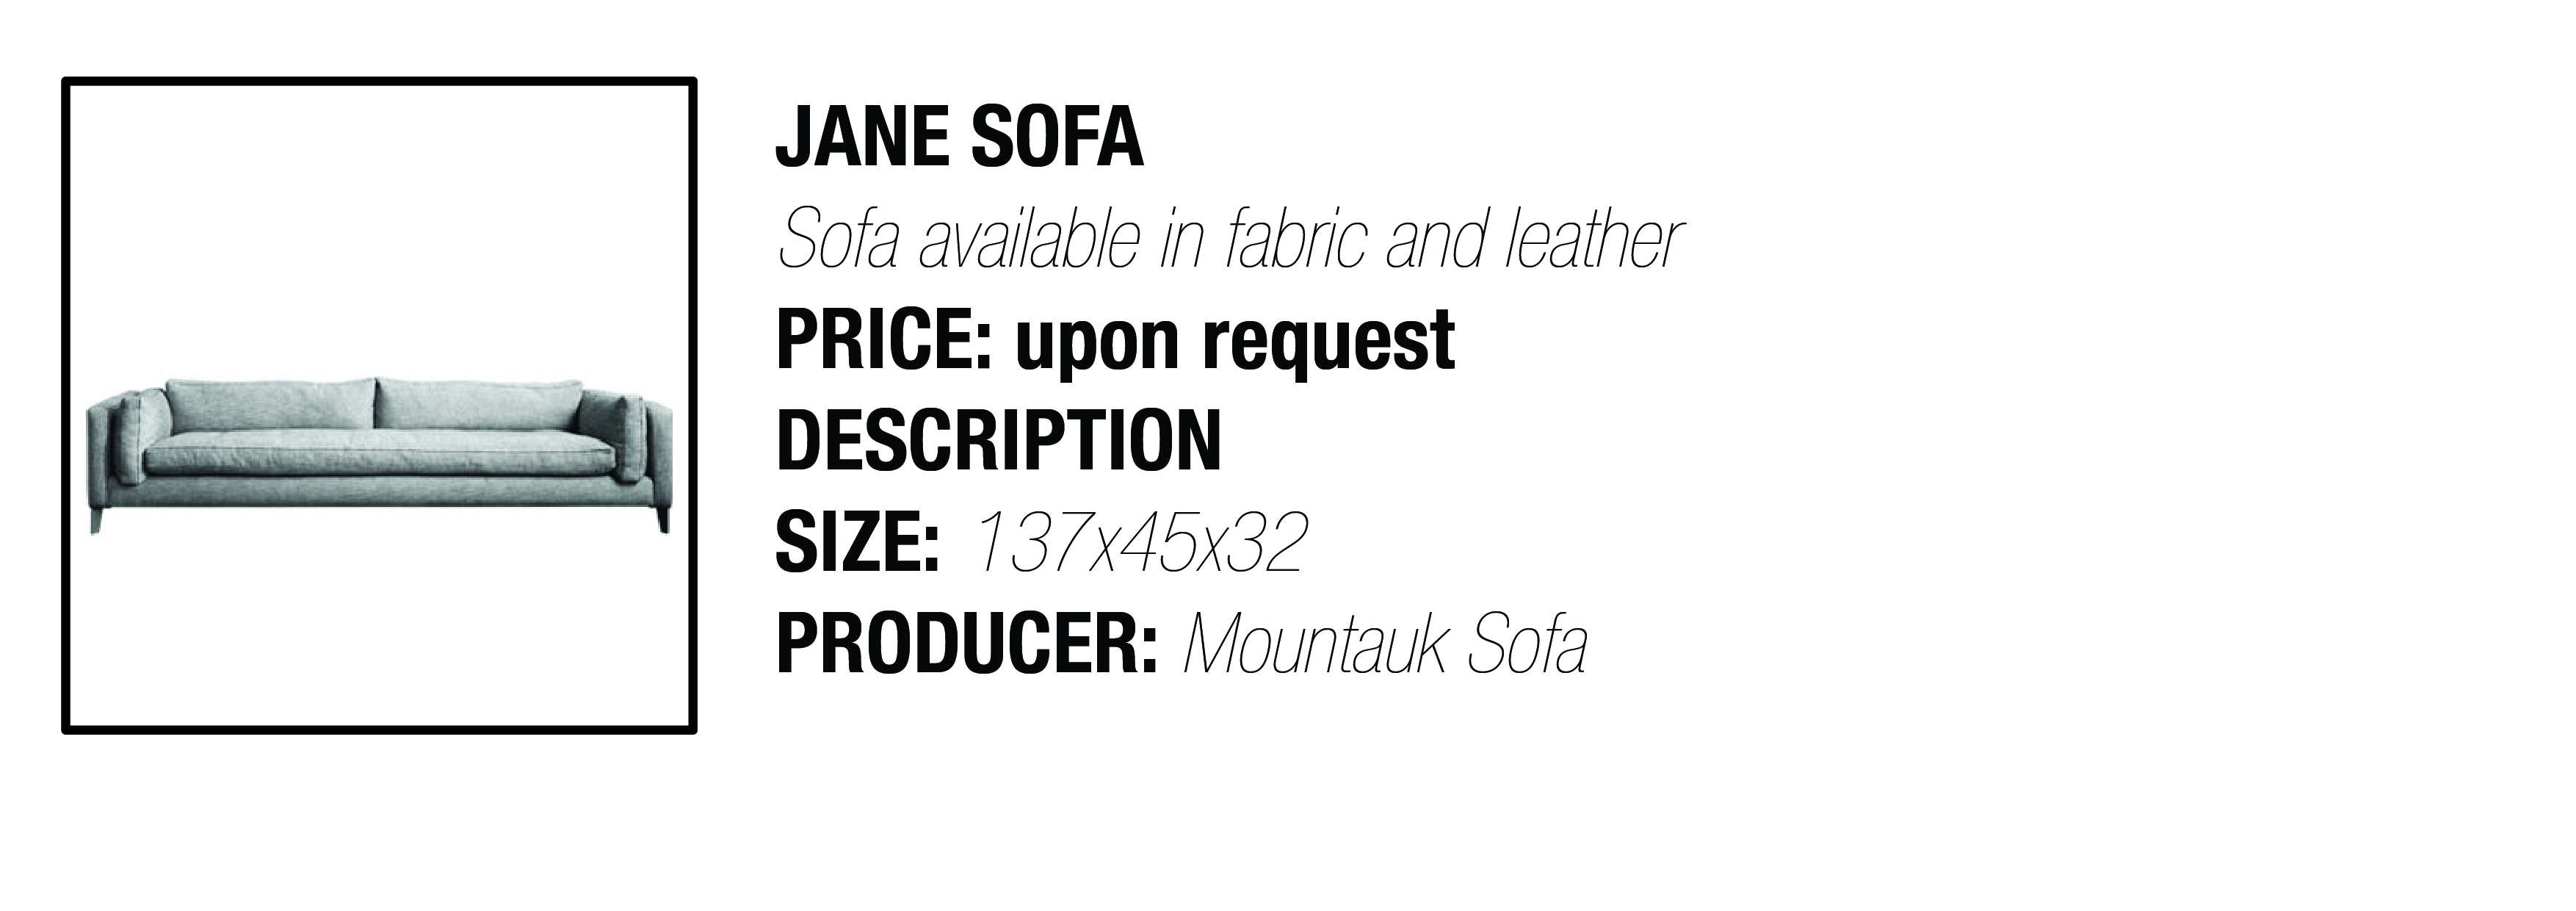 JANE SOFA
Sofa available in fabric and leather
PRICE: upon request
DESCRIPTION
SIZE: 137x45x32
PRODUCER: Mountauk Sofa